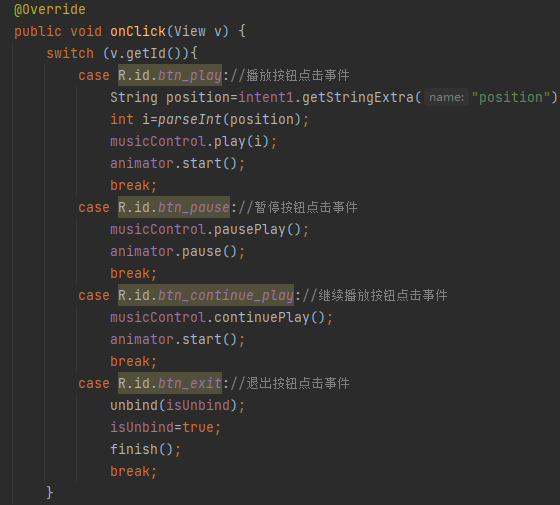 @Override
public void onClick(View v) {
    switch (v.getId()){
        case R.id.btn_play://播放按钮点击事件
            String position=intent1.getStringExtra( name: "position")
            int i=parseInt(position);
            musicControl.play(i);
            animator.start();
            break;
        case R.id.btn_pause://暂停按钮点击事件
            musicControl.pausePlay();
            animator.pause();
            break;
        case R.id.btn_continue_play://继续播放按钮点击事件
            musicControl.continuePlay();
            animator.start();
            break;
        case R.id.btn_exit://退出按钮点击事件
            unbind(isUnbind);
            isUnbind=true;
            finish();
            break;
    }